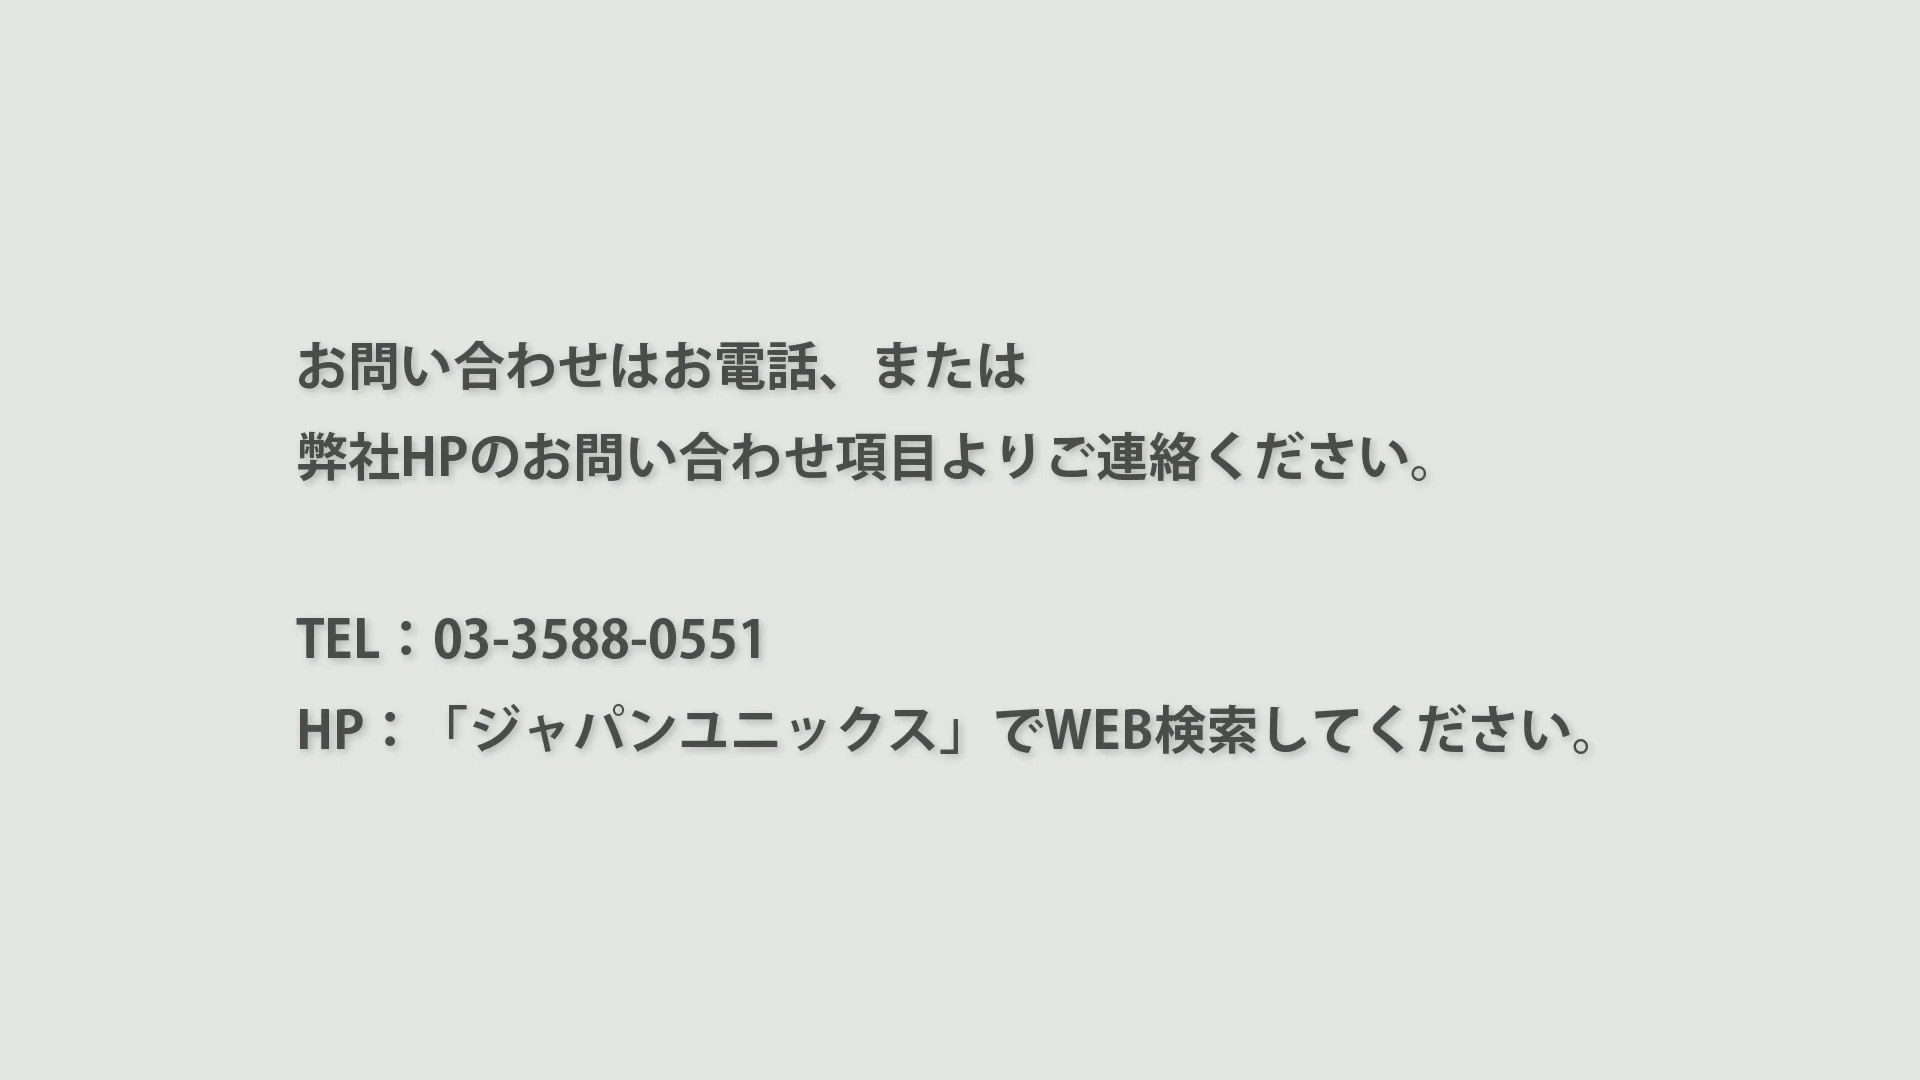 お問い合わせはお電話、または
弊社HPのお問い合わせ項目よりご連絡ください。
TEL：03-3588-0551
HP：「ジャパンユニックス」でWEB検索してください。